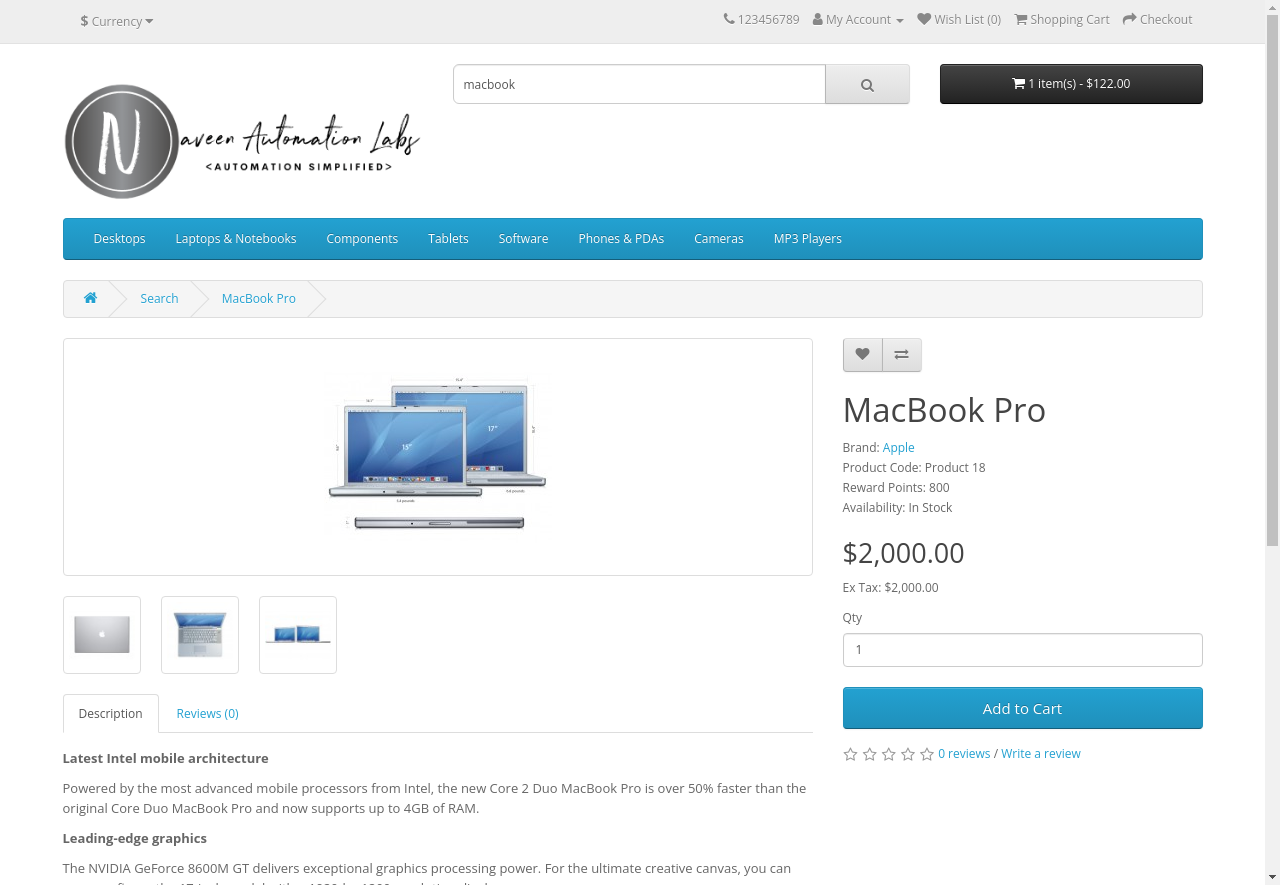 $ Currency
123456789 My Account Wish List (0) Shopping Cart Checkout
macbook
1 item(s) - $122.00
N aveen Automation Labs
<AUTOMATION SIMPLIFIED>
Desktops Laptops & Notebooks Components Tablets Software Phones & PDAs Cameras MP3 Players
Search MacBook Pro
15"
17"
MacBook Pro
Brand: Apple
Product Code: Product 18
Reward Points: 800
Availability: In Stock
$2,000.00
Ex Tax: $2,000.00
Qty
1
Add to Cart
0 reviews / Write a review
Description Reviews (0)
Latest Intel mobile architecture
Powered by the most advanced mobile processors from Intel, the new Core 2 Duo MacBook Pro is over 50% faster than the
original Core Duo MacBook Pro and now supports up to 4GB of RAM.
Leading-edge graphics
The NVIDIA GeForce 8600M GT delivers exceptional graphics processing power. For the ultimate creative canvas, you can